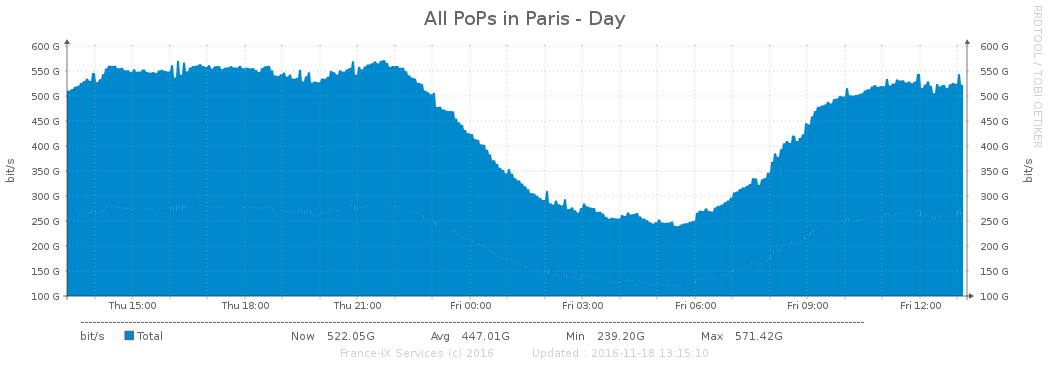 All PoPs in Paris - Day
RRDTOOL / TOBI OETIKER
600 G 600 G
550 G 550 G
500 G 500 G
450 G 450 G
400 G 400 G
350 G 350 G
300 G 300 G
250 G 250 G
200 G 200 G
150 G 150 G
100 G 100 G
bit/s bit/s
Thu 15:00 Thu 18:00 Thu 21:00 Fri 00:00 Fri 03:00 Fri 06:00 Fri 09:00 Fri 12:00
bit/s Total Now 522.05G Avg 447.01G Min 239.20G Max 571.42G
France-IX Services (c) 2016 Updated : 2016-11-18 13:15:10